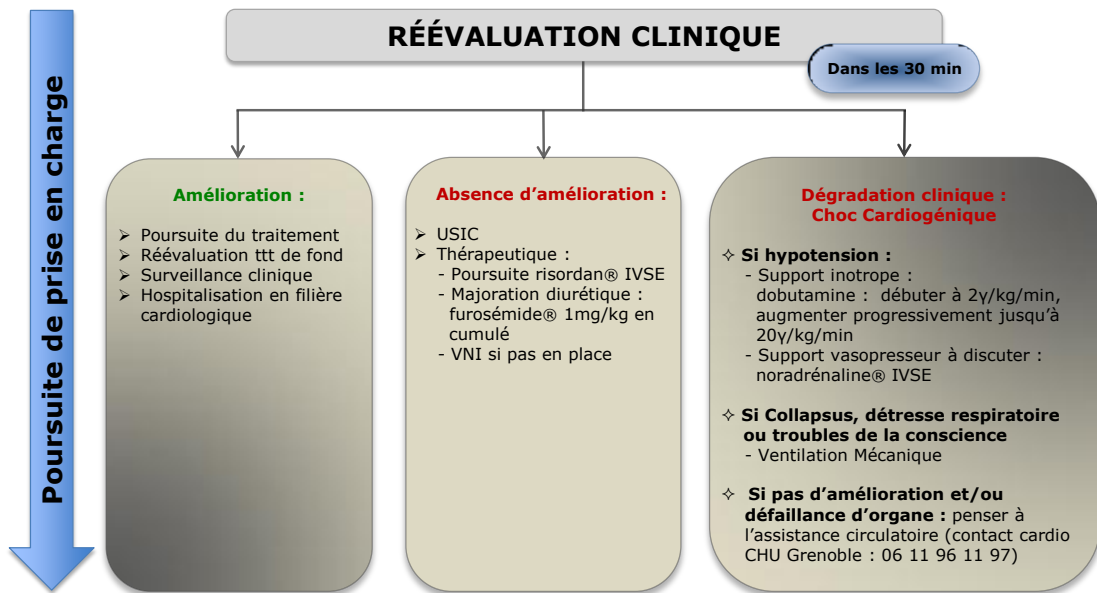 RÉÉVALUATION CLINIQUE
Dans les 30 min
Poursuite de prise en charge
Amélioration :
➢ Poursuite du traitement
➢ Réévaluation ttt de fond
➢ Surveillance clinique
➢ Hospitalisation en filière
cardiologique
Absence d’amélioration :
➢ USIC
➢ Thérapeutique :
- Poursuite risordan® IVSE
- Majoration diurétique :
furosémide® 1mg/kg en
cumulé
- VNI si pas en place
Dégradation clinique :
Choc Cardiogénique
✧ Si hypotension :
- Support inotrope :
dobutamine : débuter à 2γ/kg/min,
augmenter progressivement jusqu’à
20γ/kg/min
- Support vasopresseur à discuter :
noradrénaline® IVSE
✧ Si Collapsus, détresse respiratoire
ou troubles de la conscience
- Ventilation Mécanique
✧ Si pas d’amélioration et/ou
défaillance d’organe : penser à
l’assistance circulatoire (contact cardio
CHU Grenoble : 06 11 96 11 97)